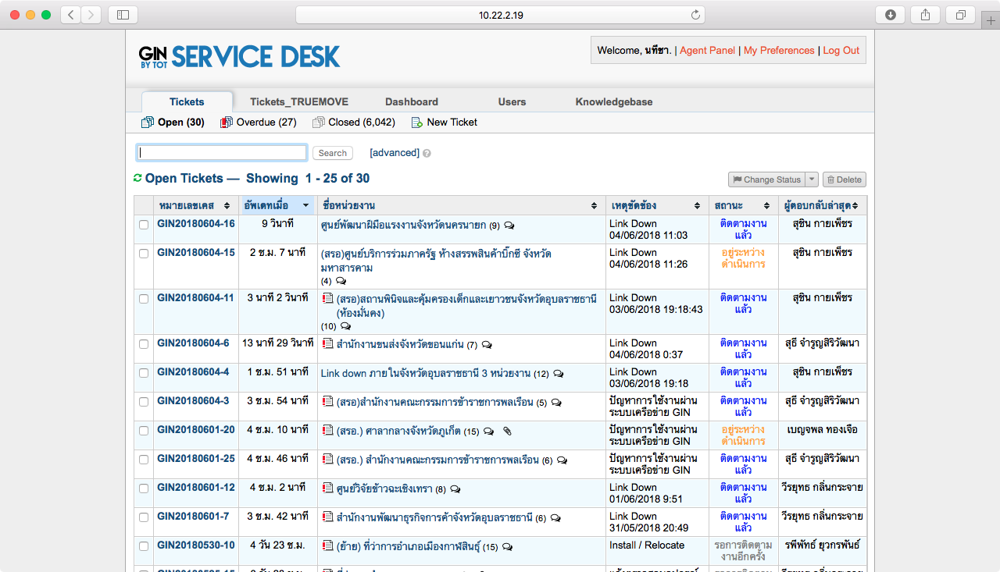 10.22.2.19
GIN BY TOT SERVICE DESK
Welcome, นทีชา. | Agent Panel | My Preferences | Log Out
Tickets Tickets_TRUEMOVE Dashboard Users Knowledgebase
Open (30) Overdue (27) Closed (6,042) New Ticket
Search [advanced] ?
Open Tickets — Showing 1 - 25 of 30 Change Status Delete
หมายเลขเคส อัพเดทเมื่อ ชื่อหน่วยงาน เหตุขัดข้อง สถานะ ผู้ตอบกลับล่าสุด
GIN20180604-16 9 วินาที ศูนย์พัฒนาฝีมือแรงงานจังหวัดนครนายก (9) Link Down ติดตามงาน สุชิน กายเพ็ชร
04/06/2018 11:03 แล้ว
GIN20180604-15 2 ช.ม. 7 นาที (สรอ)ศูนย์บริการร่วมภาครัฐ ห้างสรรพสินค้าบิ๊กซี จังหวัด Link Down อยู่ระหว่าง สุชิน กายเพ็ชร
มหาสารคาม 04/06/2018 11:26 ดำเนินการ
(4)
GIN20180604-11 3 นาที 2 วินาที (สรอ)สถานพินิจและคุ้มครองเด็กและเยาวชนจังหวัดอุบลราชธานี Link Down ติดตามงาน สุชิน กายเพ็ชร
(ห้องมั่นคง) 03/06/2018 19:18:43 แล้ว
(10)
GIN20180604-6 13 นาที 29 วินาที สำนักงานขนส่งจังหวัดขอนแก่น (7) Link Down ติดตามงาน สุธี จำรูญสิริวัฒนา
04/06/2018 0:37 แล้ว
GIN20180604-4 1 ช.ม. 51 นาที Link down ภายในจังหวัดอุบลราชธานี 3 หน่วยงาน (12) Link Down ติดตามงาน สุชิน กายเพ็ชร
03/06/2018 19:18 แล้ว
GIN20180604-3 3 ช.ม. 54 นาที (สรอ)สำนักงานคณะกรรมการข้าราชการพลเรือน (5) ปัญหาการใช้งานผ่าน ติดตามงาน สุธี จำรูญสิริวัฒนา
ระบบเครือข่าย GIN แล้ว
GIN20180601-20 4 ช.ม. 10 นาที (สรอ.) ศาลากลางจังหวัดภูเก็ต (15) ปัญหาการใช้งานผ่าน อยู่ระหว่าง เบญจพล ทองเจือ
ระบบเครือข่าย GIN ดำเนินการ
GIN20180601-25 4 ช.ม. 46 นาที (สรอ.) สำนักงานคณะกรรมการข้าราชการพลเรือน (6) ปัญหาการใช้งานผ่าน ติดตามงาน สุธี จำรูญสิริวัฒนา
ระบบเครือข่าย GIN แล้ว
GIN20180601-12 4 ช.ม. 2 นาที ศูนย์วิจัยข้าวฉะเชิงเทรา (8) Link Down ติดตามงาน วีรยุทธ กลิ่นกระจาย
01/06/2018 9:51 แล้ว
GIN20180601-7 3 ช.ม. 42 นาที สำนักงานพัฒนาธุรกิจการค้าจังหวัดอุบลราชธานี (6) Link Down ติดตามงาน วีรยุทธ กลิ่นกระจาย
31/05/2018 20:49 แล้ว
GIN20180530-10 4 วัน 23 ช.ม. (ย้าย) ที่ว่าการอำเภอเมืองกาฬสินธุ์ (15) Install / Relocate รอการติดตาม รพีพัทธ์ ยุวกรพันธ์
งานอีกครั้ง